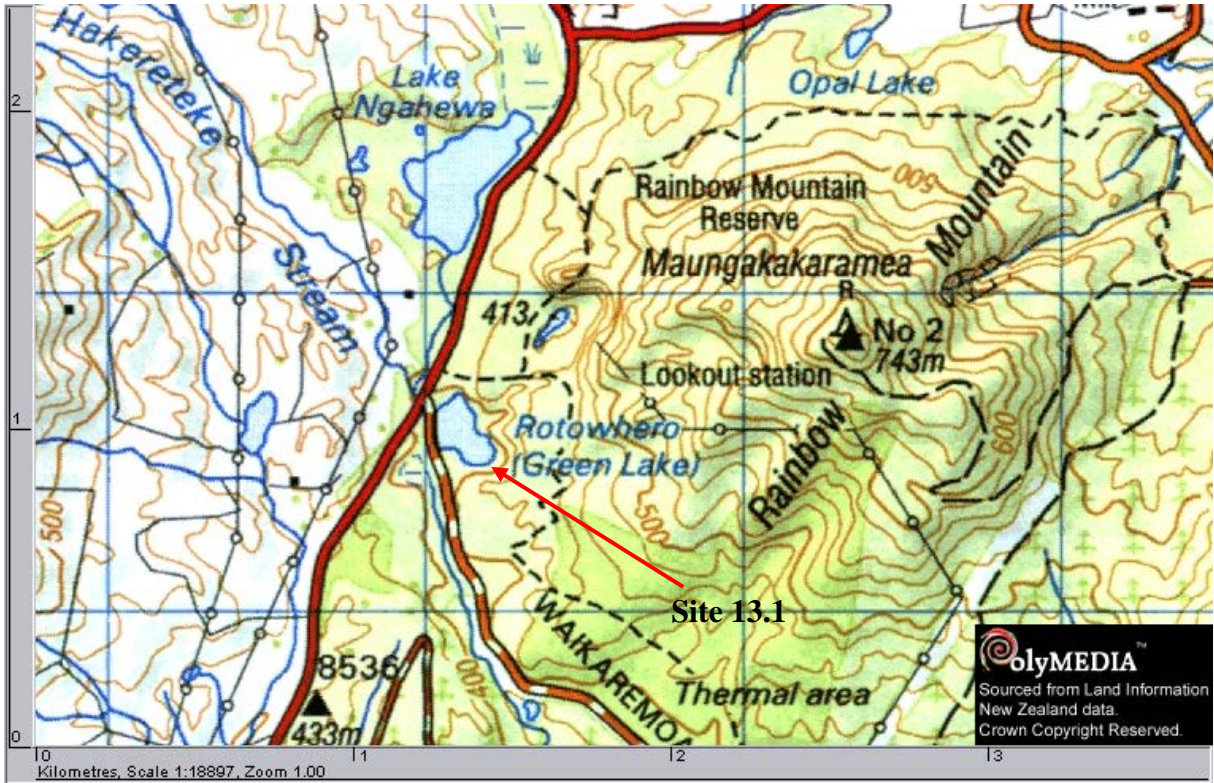 Hakereteke
Stream
Lake
Ngahewa
Opal Lake
Rainbow Mountain
Reserve
Maungakakaramea
Mountain
500
R
No 2
743m
413
Lookout station
Rotowhero
(Green Lake)
Rainbow
600
500
500
Site 13.1
WAIKAREMOA
Thermal area
8536
433m
400
PolyMEDIA™
Sourced from Land Information
New Zealand data.
Crown Copyright Reserved.
2
1
0
0
1
2
3
Kilometres, Scale 1:18897, Zoom 1.00